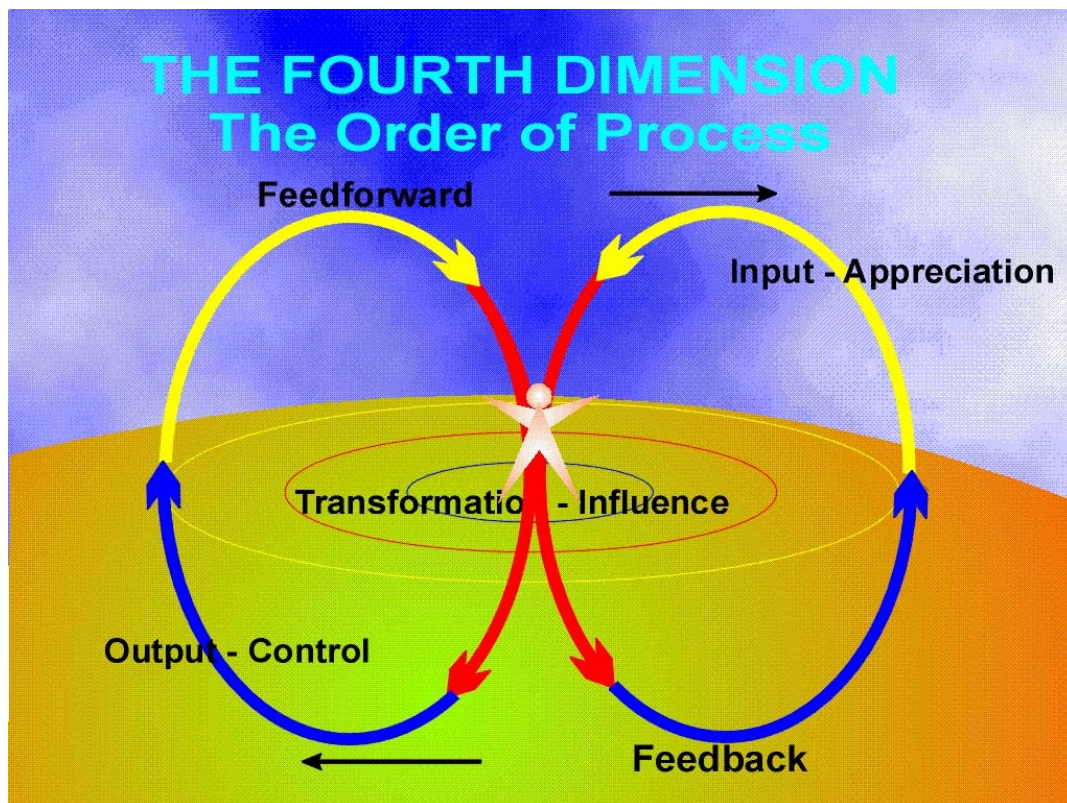 THE FOURTH DIMENSION
The Order of Process
Feedforward
Input - Appreciation
Transformation - Influence
Output - Control
Feedback